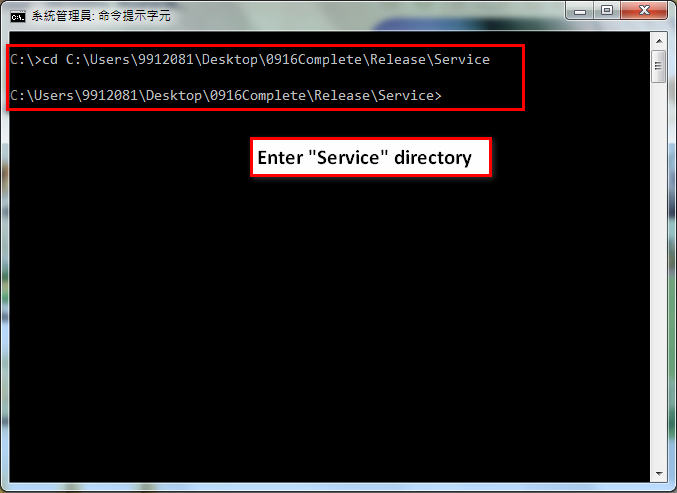 系統管理員: 命令提示字元
C:\>cd C:\Users\9912081\Desktop\0916Complete\Release\Service
C:\Users\9912081\Desktop\0916Complete\Release\Service>
Enter "Service" directory